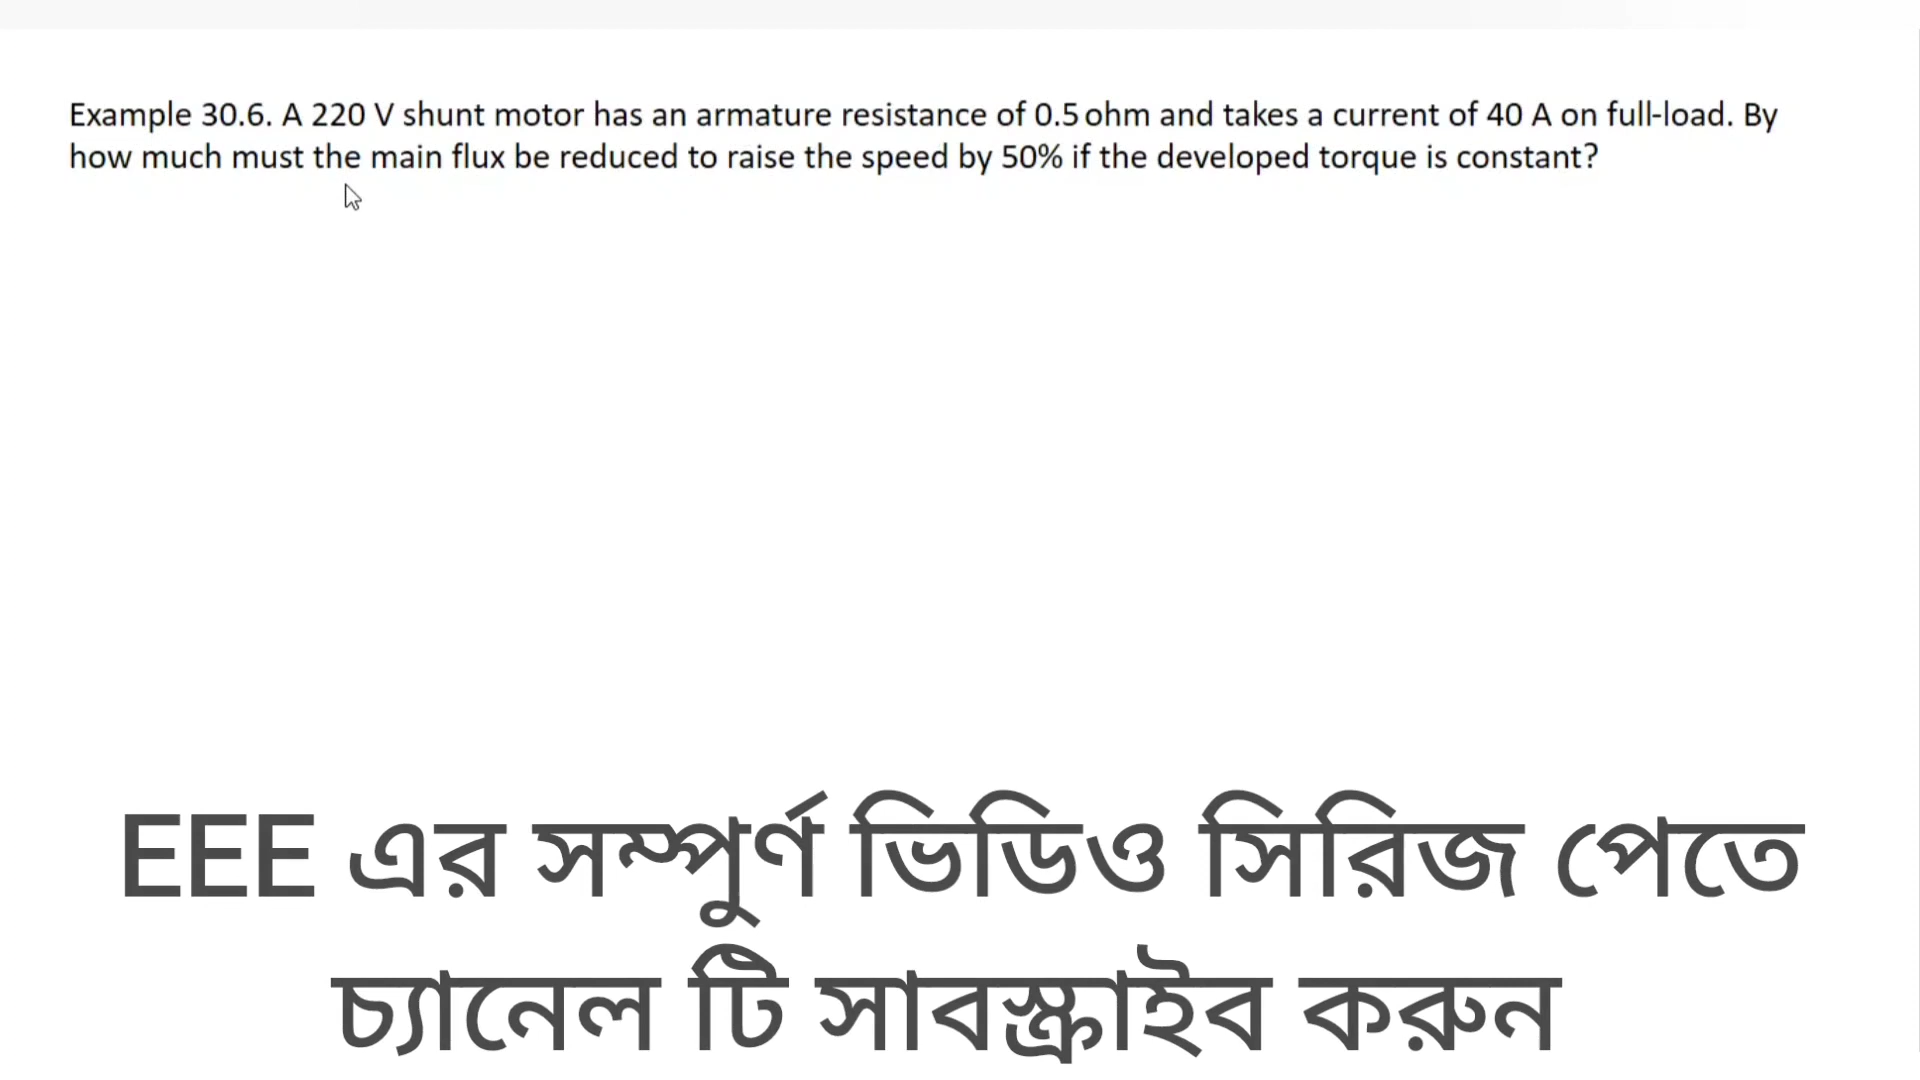 Example 30.6. A 220 V shunt motor has an armature resistance of 0.5 ohm and takes a current of 40 A on full-load. By
how much must the main flux be reduced to raise the speed by 50% if the developed torque is constant?
EEE এর সম্পুর্ণ ভিডিও সিরিজ পেতে
চ্যানেল টি সাবস্ক্রাইব করুন